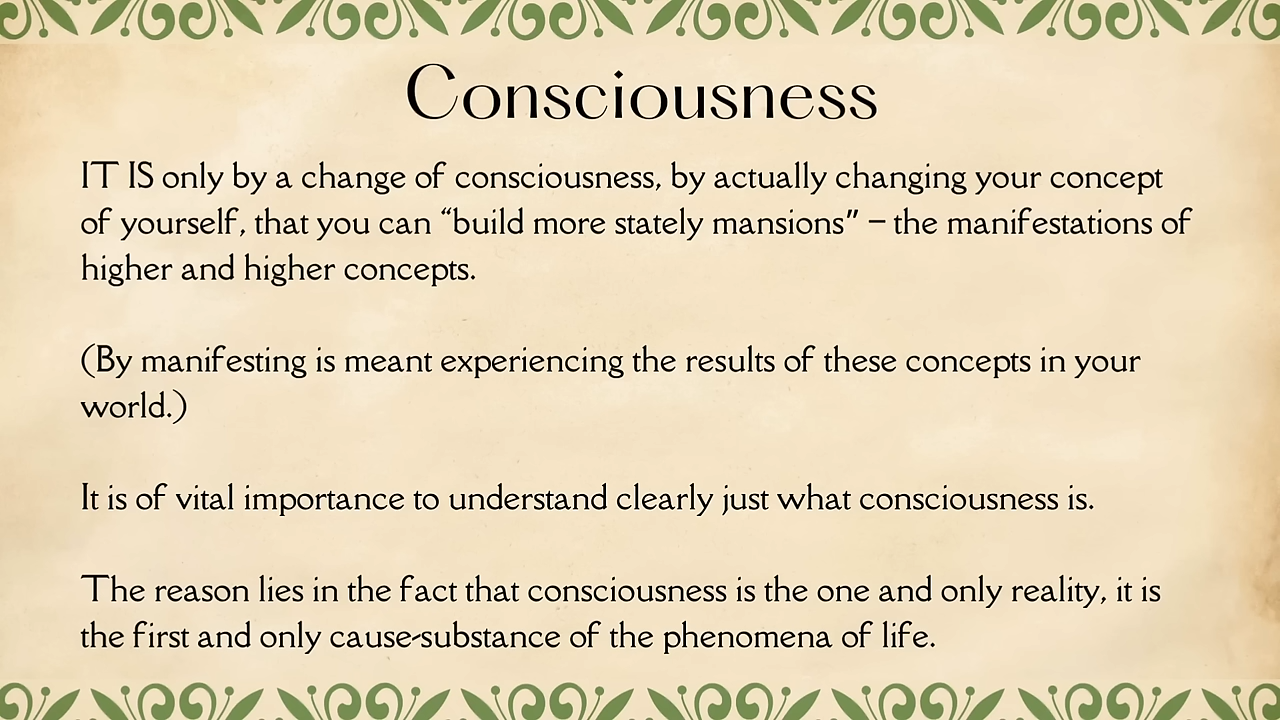 Consciousness
IT IS only by a change of consciousness, by actually changing your concept
of yourself, that you can “build more stately mansions” – the manifestations of
higher and higher concepts.
(By manifesting is meant experiencing the results of these concepts in your
world.)
It is of vital importance to understand clearly just what consciousness is.
The reason lies in the fact that consciousness is the one and only reality, it is
the first and only cause-substance of the phenomena of life.